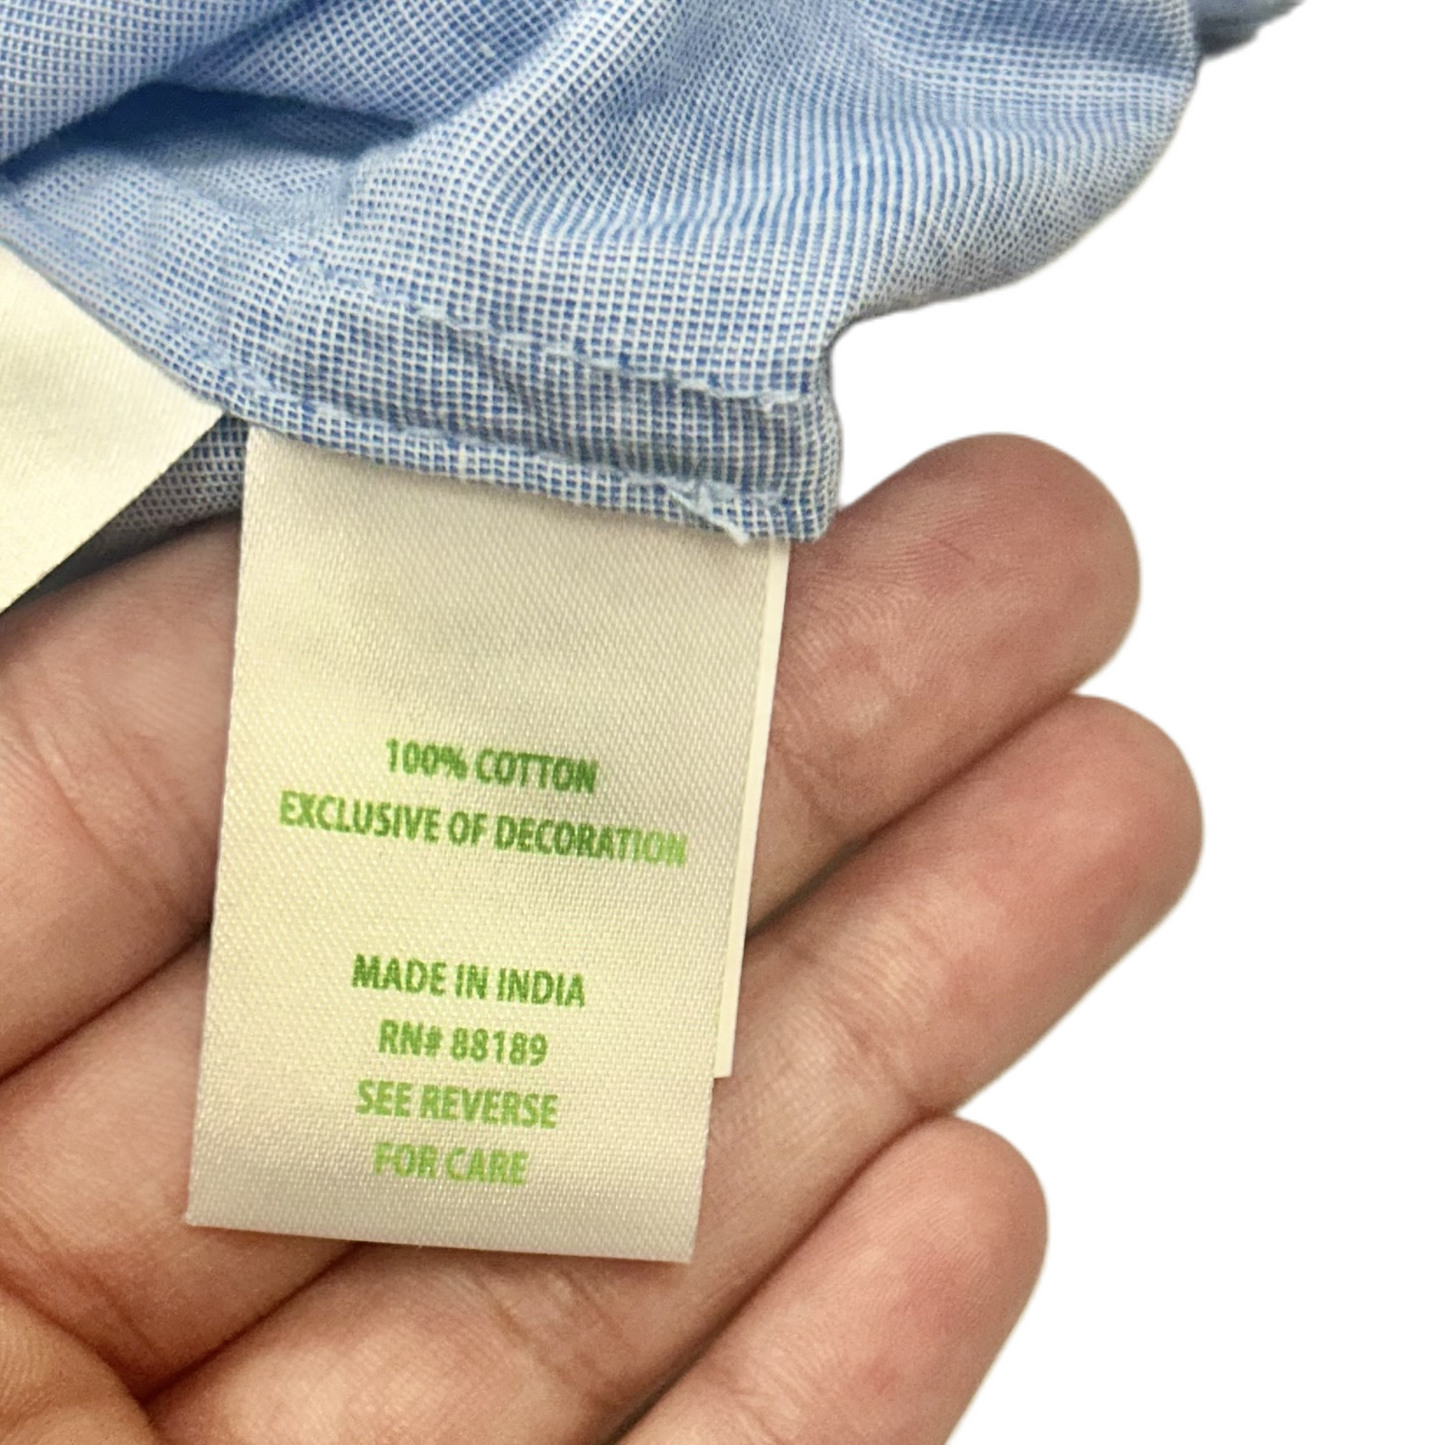 100% COTTON
EXCLUSIVE OF DECORATION
MADE IN INDIA
RN# 88189
SEE REVERSE
FOR CARE